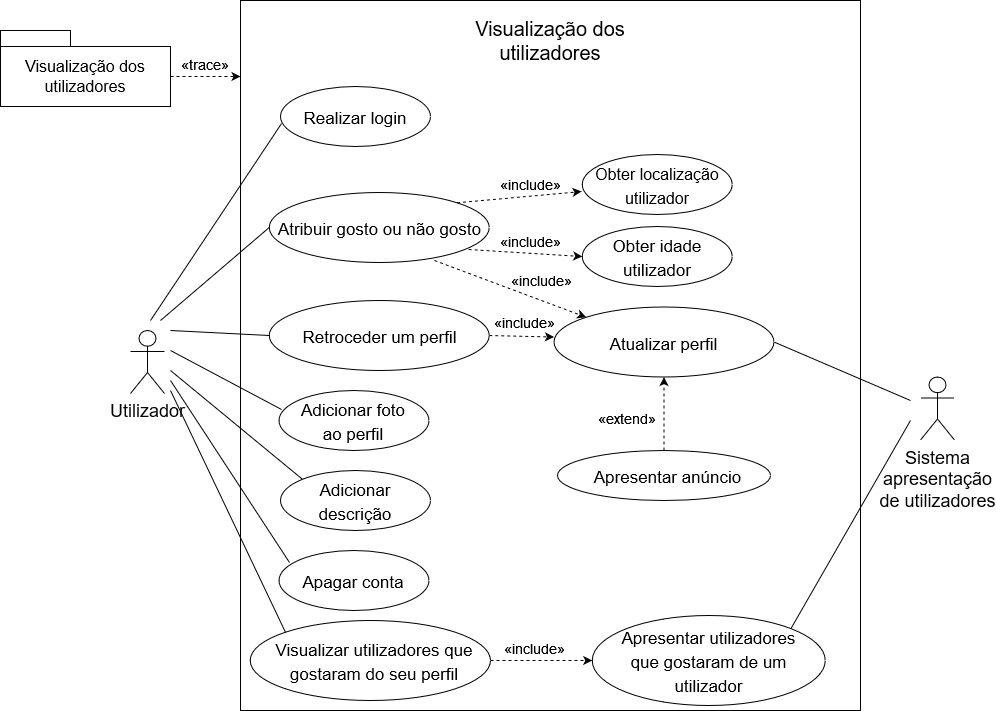 Visualização dos
utilizadores
Visualização dos
utilizadores
«trace»
Realizar login
Obter localização
utilizador
«include»
Atribuir gosto ou não gosto
«include»
Obter idade
utilizador
«include»
Retroceder um perfil
«include»
Atualizar perfil
Utilizador
Adicionar foto
ao perfil
«extend»
Sistema
apresentação
de utilizadores
Apresentar anúncio
Adicionar
descrição
Apagar conta
Visualizar utilizadores que
gostaram do seu perfil
«include»
Apresentar utilizadores
que gostaram de um
utilizador